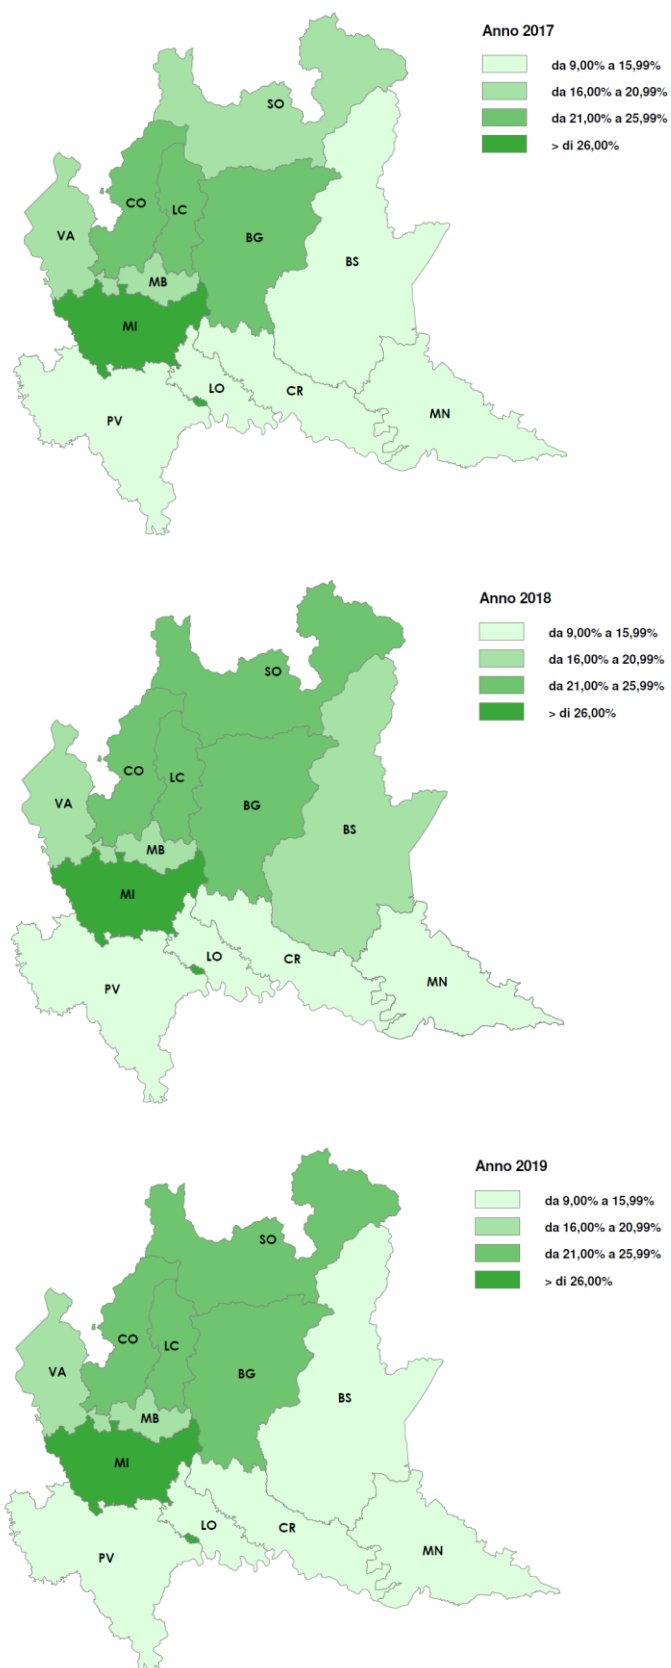 Anno 2017
da 9,00% a 15,99%
da 16,00% a 20,99%
da 21,00% a 25,99%
> di 26,00%
SO
CO
LC
VA
BG
MB
BS
MI
LO
CR
MN
PV
Anno 2018
da 9,00% a 15,99%
da 16,00% a 20,99%
da 21,00% a 25,99%
> di 26,00%
SO
CO
LC
VA
BG
BS
MB
MI
LO
CR
MN
PV
Anno 2019
da 9,00% a 15,99%
da 16,00% a 20,99%
da 21,00% a 25,99%
> di 26,00%
SO
CO
LC
VA
BG
BS
MB
MI
LO
CR
MN
PV